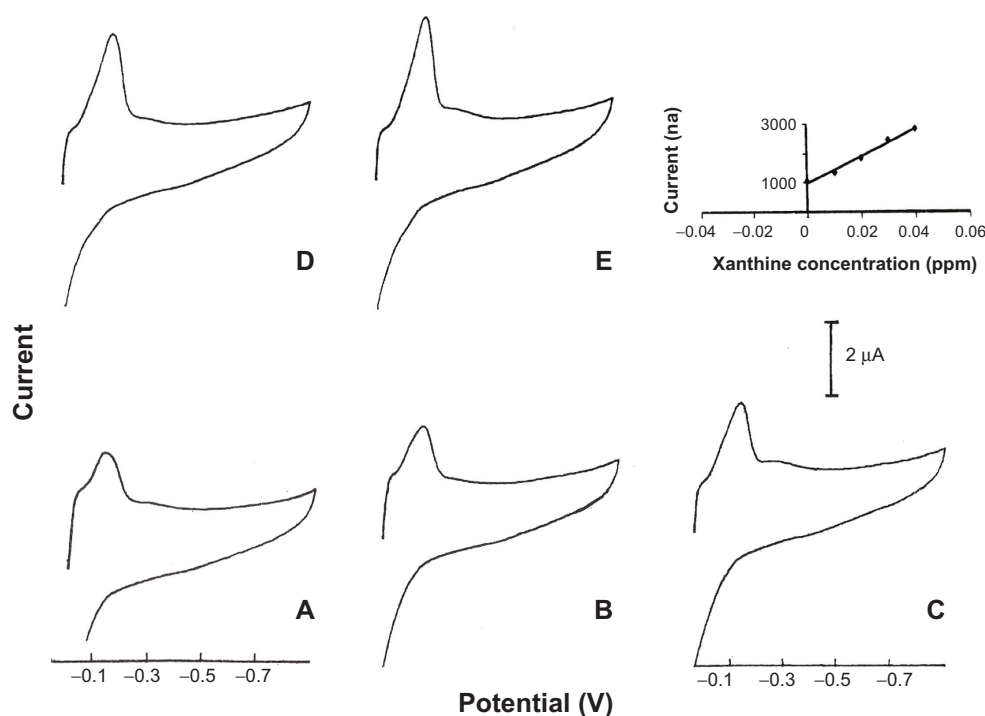 D
E
Current (na)
3000
1000
−0.04
−0.02
0
0.02
0.04
0.06
Xanthine concentration (ppm)
Current
2 μA
A
B
C
−0.1
−0.3
−0.5
−0.7
−0.1
−0.3
−0.5
−0.7
Potential (V)